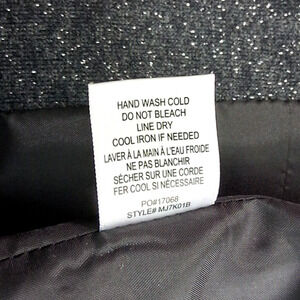 HAND WASH COLD
DO NOT BLEACH
LINE DRY
COOL IRON IF NEEDED
LAVER À LA MAIN À L'EAU FROIDE
NE PAS BLANCHIR
SÉCHER SUR UNE CORDE
FER COOL SI NÉCESSAIRE
PO#17068
STYLE# MJ7K01B